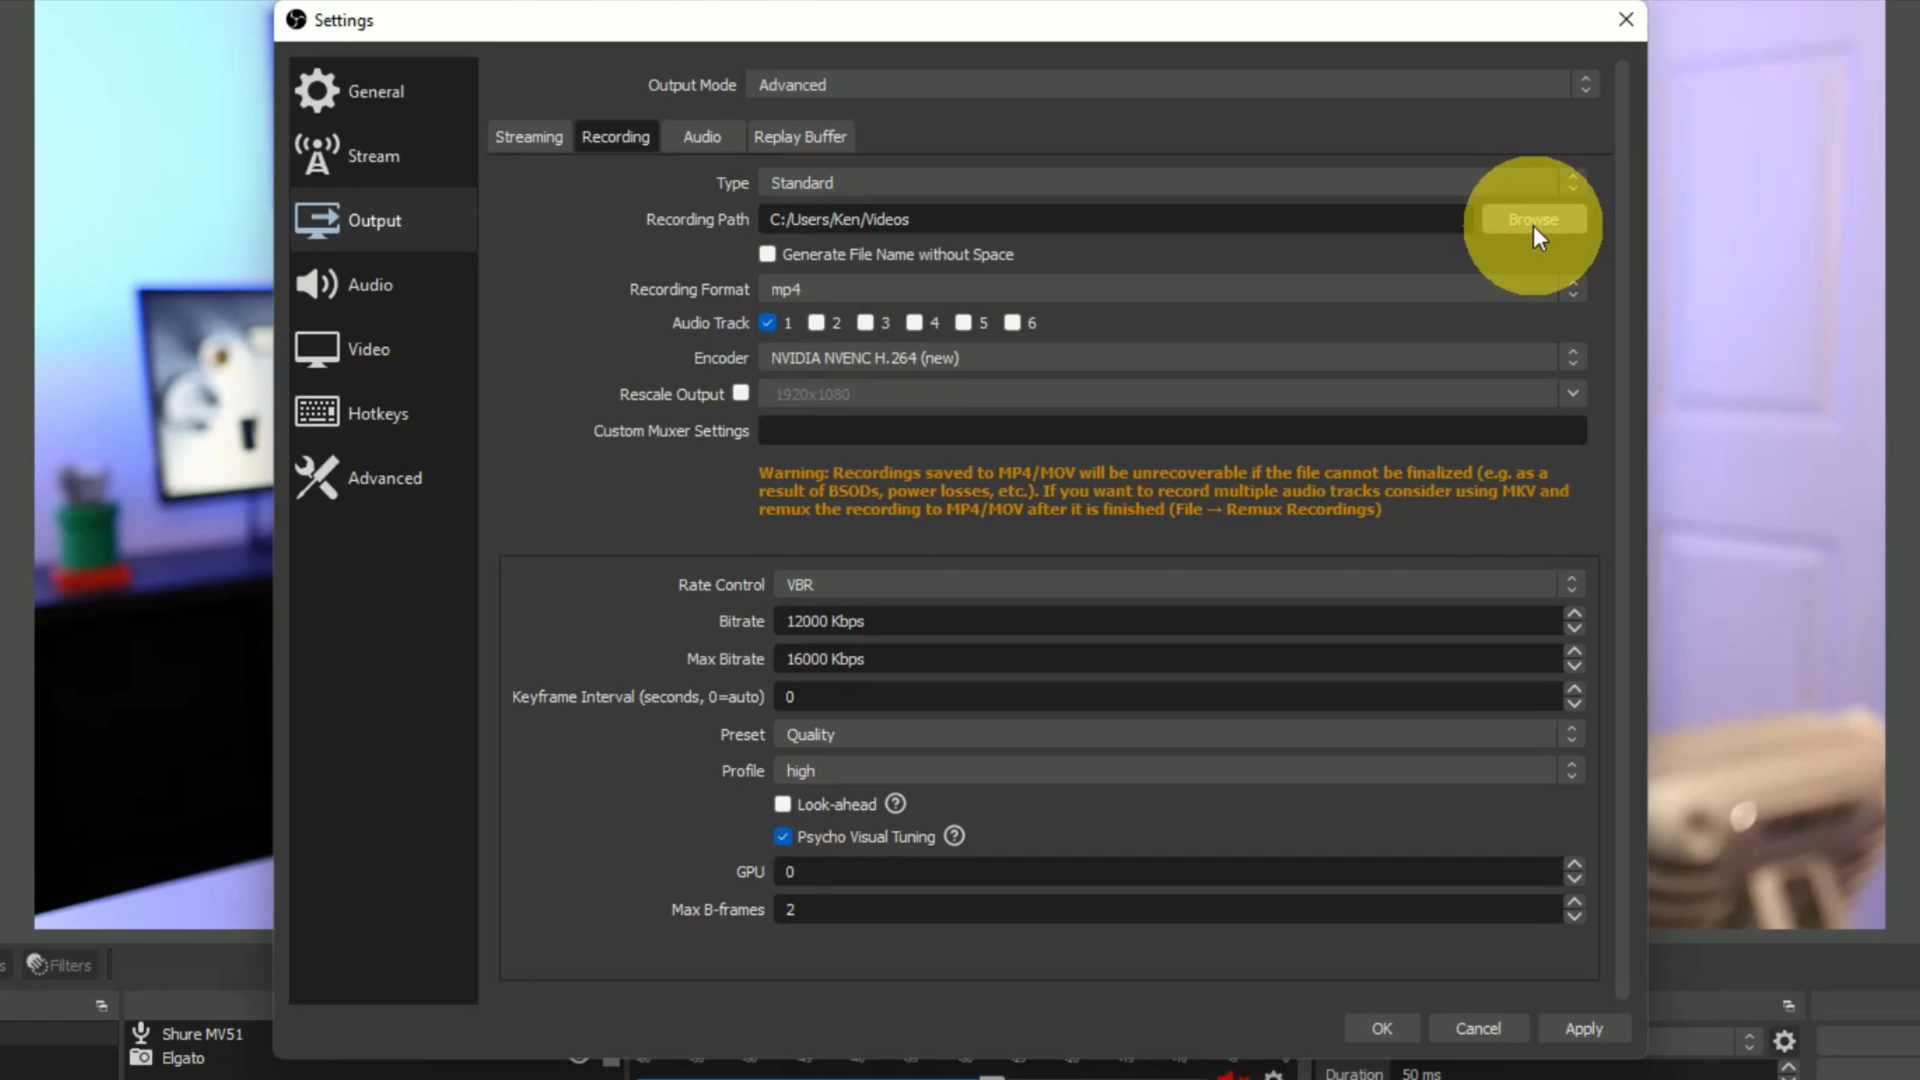 Settings
General
Stream
Output
Audio
Video
Hotkeys
Advanced
Output Mode Advanced
Streaming Recording Audio Replay Buffer
Type Standard
Recording Path C:/Users/Ken/Videos Browse
Generate File Name without Space
Recording Format mp4
Audio Track 1 2 3 4 5 6
Encoder NVIDIA NVENC H.264 (new)
Rescale Output 1920x1080
Custom Muxer Settings
Warning: Recordings saved to MP4/MOV will be unrecoverable if the file cannot be finalized (e.g. as a
result of BSODs, power losses, etc.). If you want to record multiple audio tracks consider using MKV and
remux the recording to MP4/MOV after it is finished (File → Remux Recordings)
Rate Control VBR
Bitrate 12000 Kbps
Max Bitrate 16000 Kbps
Keyframe Interval (seconds, 0=auto) 0
Preset Quality
Profile high
Look-ahead ?
Psycho Visual Tuning ?
GPU 0
Max B-frames 2
OK Cancel Apply
Filters
Shure MV51
Elgato
Duration 50 ms